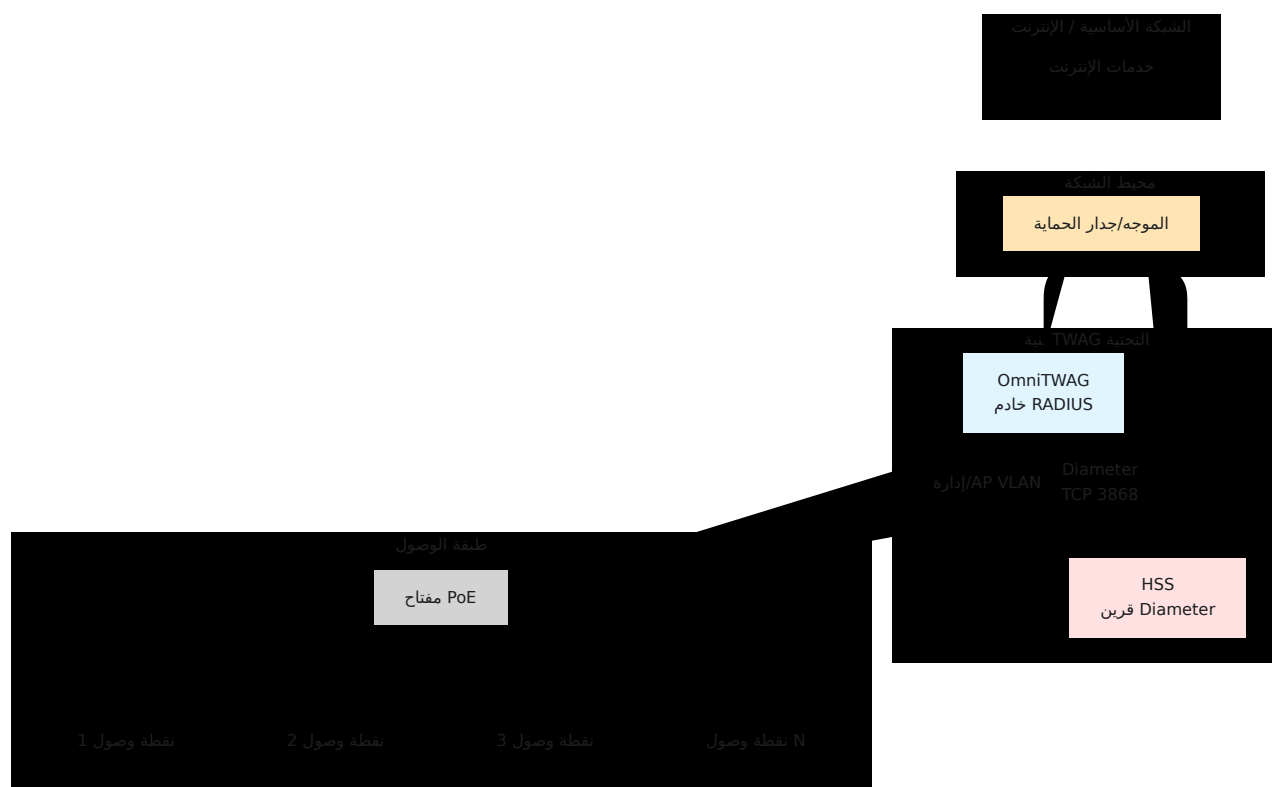 الشبكة الأساسية / الإنترنت
خدمات الإنترنت
محيط الشبكة
الموجه/جدار الحماية
التحتية TWAG بنية
OmniTWAG
خادم RADIUS
إدارة/AP VLAN
Diameter
TCP 3868
HSS
قرين Diameter
طبقة الوصول
مفتاح PoE
نقطة وصول 1
نقطة وصول 2
نقطة وصول 3
نقطة وصول N